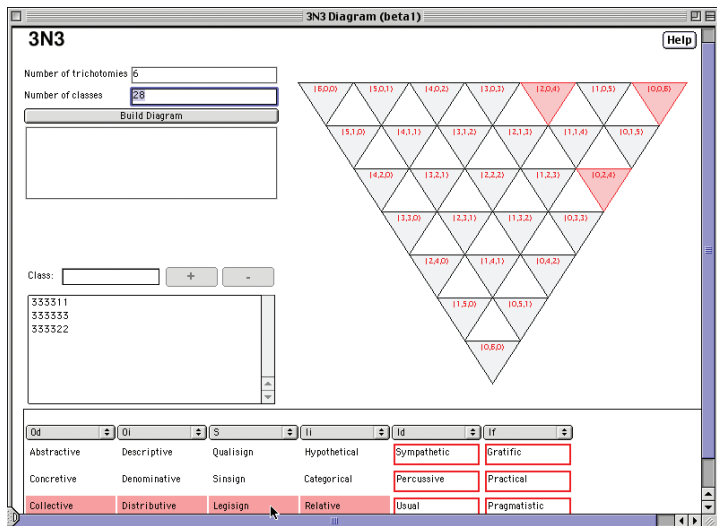 3N3 Diagram (beta1)
3N3
Help
Number of trichotomies 6
Number of classes 28
Build Diagram
(6,0,0) (5,0,1) (4,0,2) (3,0,3) (2,0,4) (1,0,5) (0,0,6)
(5,1,0) (4,1,1) (3,1,2) (2,1,3) (1,1,4) (0,1,5)
(4,2,0) (3,2,1) (2,2,2) (1,2,3) (0,2,4)
(3,3,0) (2,3,1) (1,3,2) (0,3,3)
(2,4,0) (1,4,1) (0,4,2)
(1,5,0) (0,5,1)
(0,6,0)
Class: + -
333311
333333
333322
Od Oi S Ii Id If
Abstractive Descriptive Qualisign Hypothetical Sympathetic Gratific
Concretive Denominative Sinsign Categorical Percussive Practical
Collective Distributive Legisign Relative Usual Pragmatistic